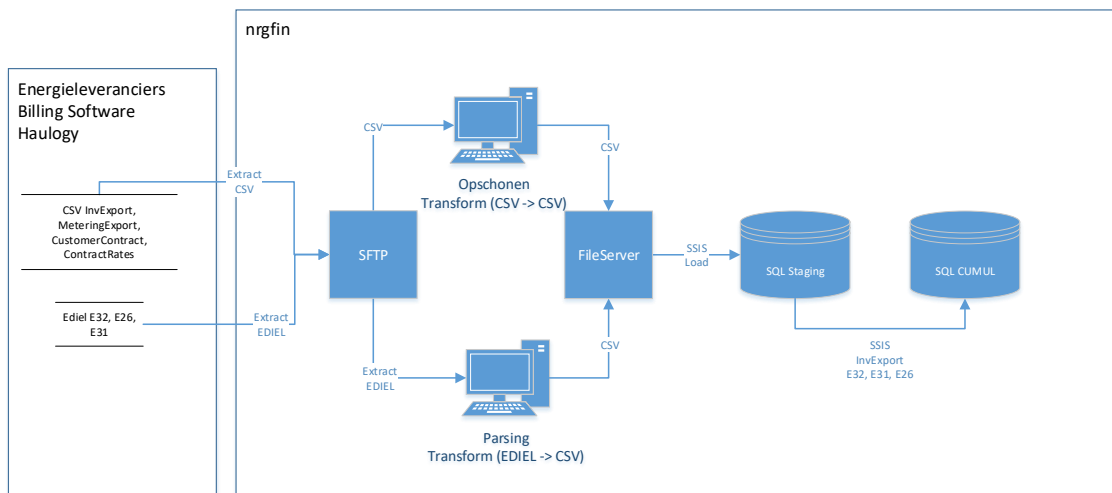 nrgfin
Energieleveranciers
Billing Software
Haulogy
CSV InvExport,
MeteringExport,
CustomerContract,
ContractRates
Ediel E32, E26,
E31
Extract
CSV
Extract
EDIEL
SFTP
CSV
Opschonen
Transform (CSV -> CSV)
CSV
Extract
EDIEL
Parsing
Transform (EDIEL -> CSV)
CSV
FileServer
SSIS
Load
SQL Staging
SQL CUMUL
SSIS
InvExport
E32, E31, E26